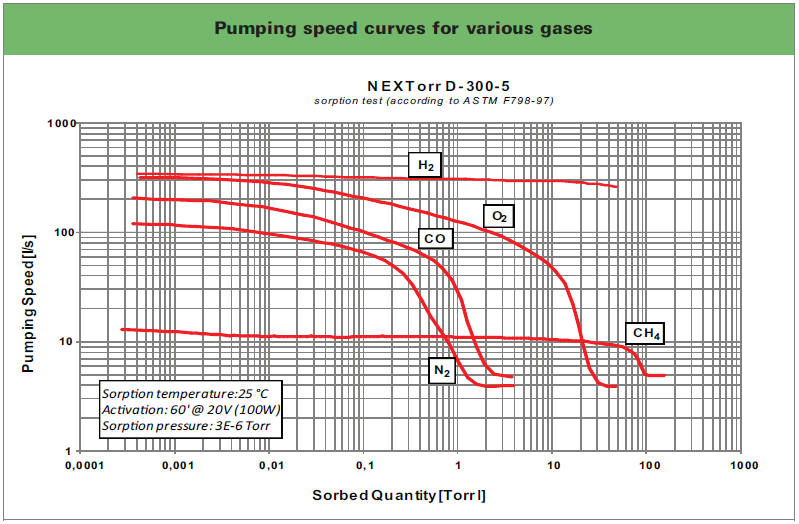 Pumping speed curves for various gases
NEXTorr D-300-5
sorption test (according to ASTM F798-97)
1000
H2
O2
100
CO
Pumping Speed [l/s]
CH4
10
N2
Sorption temperature:25 °C
Activation: 60' @ 20V (100W)
Sorption pressure: 3E-6 Torr
1
0,0001 0,001 0,01 0,1 1 10 100 1000
Sorbed Quantity [Torr l]